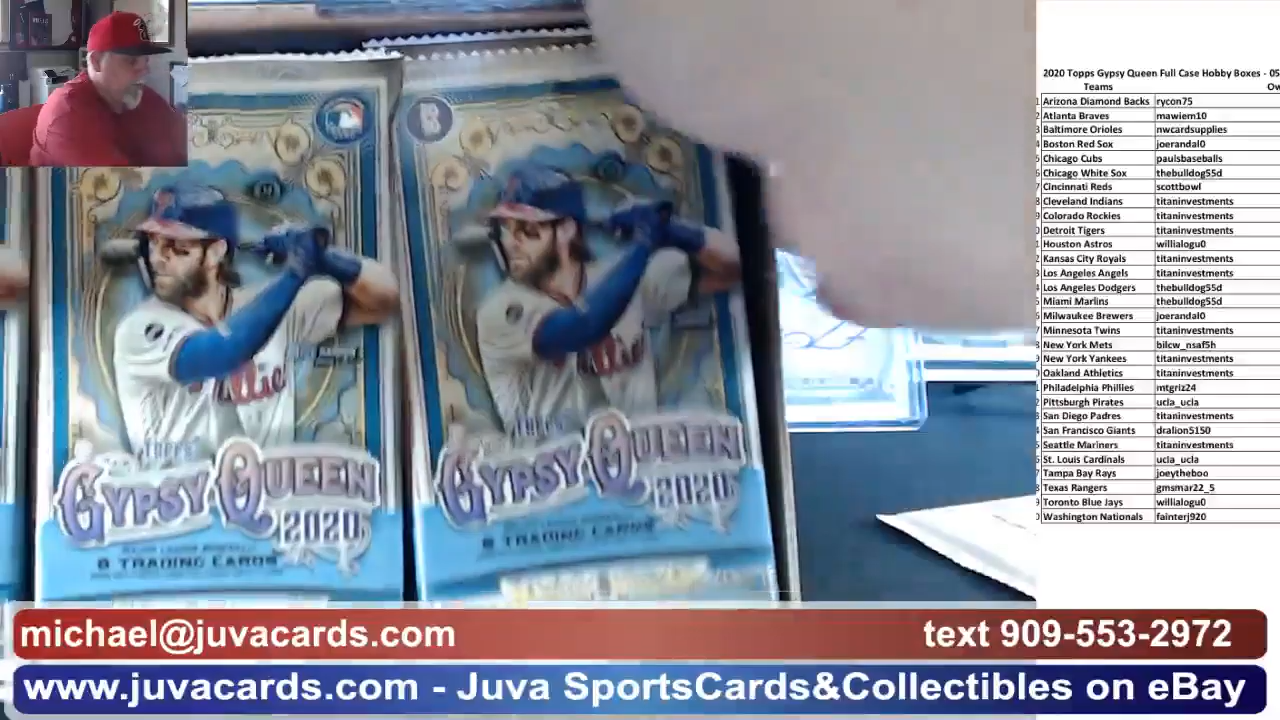 TOPPS
GYPSY QUEEN
2020
8 TRADING CARDS
TOPPS
GYPSY QUEEN
2020
8 TRADING CARDS
2020 Topps Gypsy Queen Full Case Hobby Boxes - 05
Teams Ow
Arizona Diamond Backs rycon75
Atlanta Braves mawiem10
Baltimore Orioles nwcardsupplies
Boston Red Sox joerandal0
Chicago Cubs paulsbaseballs
Chicago White Sox thebulldog55d
Cincinnati Reds scottbowl
Cleveland Indians titaninvestments
Colorado Rockies titaninvestments
Detroit Tigers titaninvestments
Houston Astros willialogu0
Kansas City Royals titaninvestments
Los Angeles Angels titaninvestments
Los Angeles Dodgers thebulldog55d
Miami Marlins thebulldog55d
Milwaukee Brewers joerandal0
Minnesota Twins titaninvestments
New York Mets bilcw_nsaf5h
New York Yankees titaninvestments
Oakland Athletics titaninvestments
Philadelphia Phillies mtgriz24
Pittsburgh Pirates ucla_ucla
San Diego Padres titaninvestments
San Francisco Giants dralion5150
Seattle Mariners titaninvestments
St. Louis Cardinals ucla_ucla
Tampa Bay Rays joeytheboo
Texas Rangers gmsmar22_5
Toronto Blue Jays willialogu0
Washington Nationals fainterj920
michael@juvacards.com text 909-553-2972
www.juvacards.com - Juva SportsCards&Collectibles on eBay